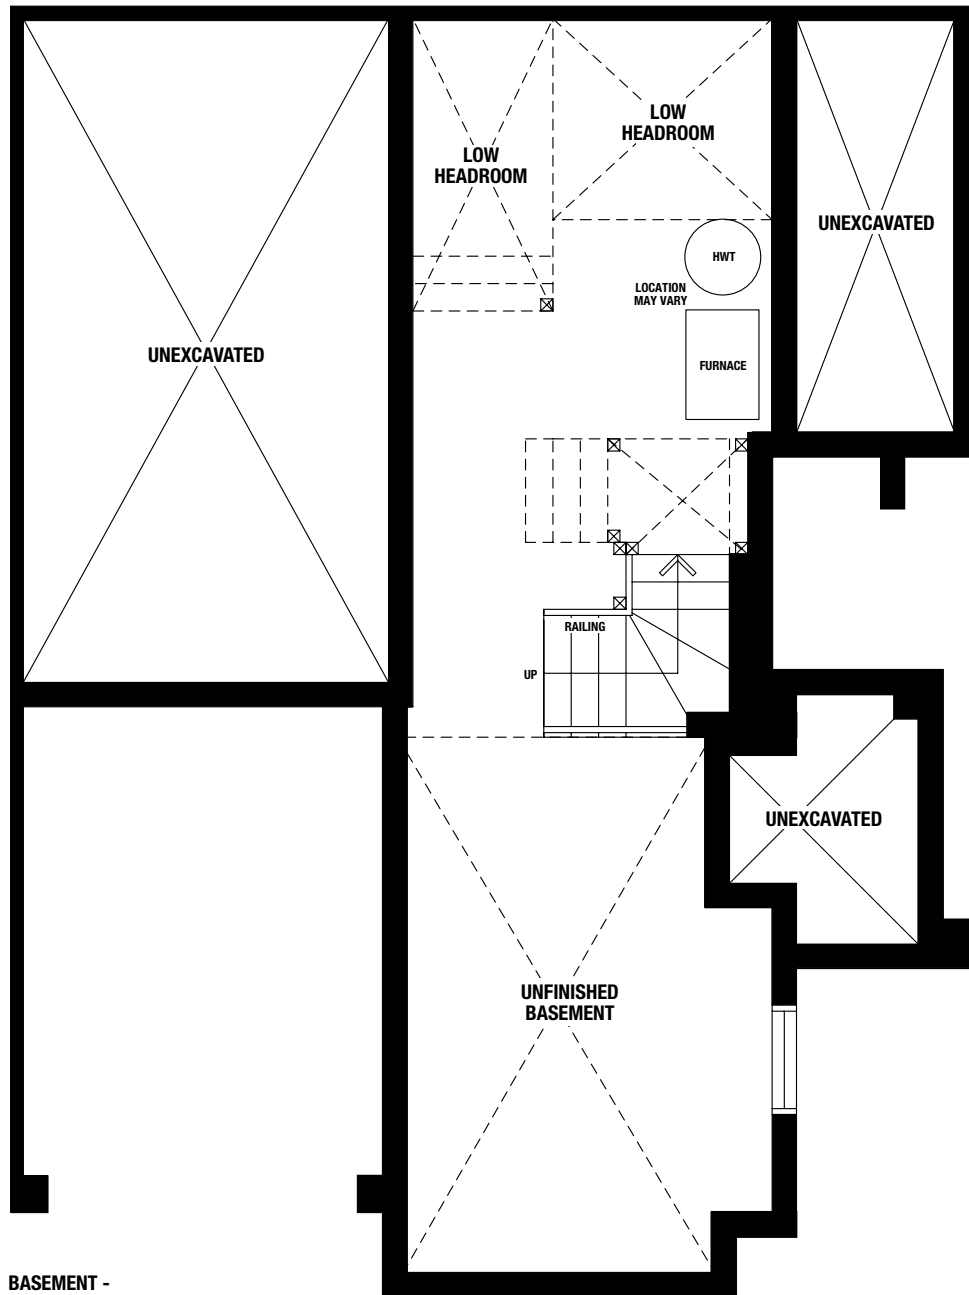 LOW
HEADROOM
LOW
HEADROOM
UNEXCAVATED
HWT
LOCATION
MAY VARY
UNEXCAVATED
FURNACE
RAILING
UP
UNEXCAVATED
UNFINISHED
BASEMENT
BASEMENT -